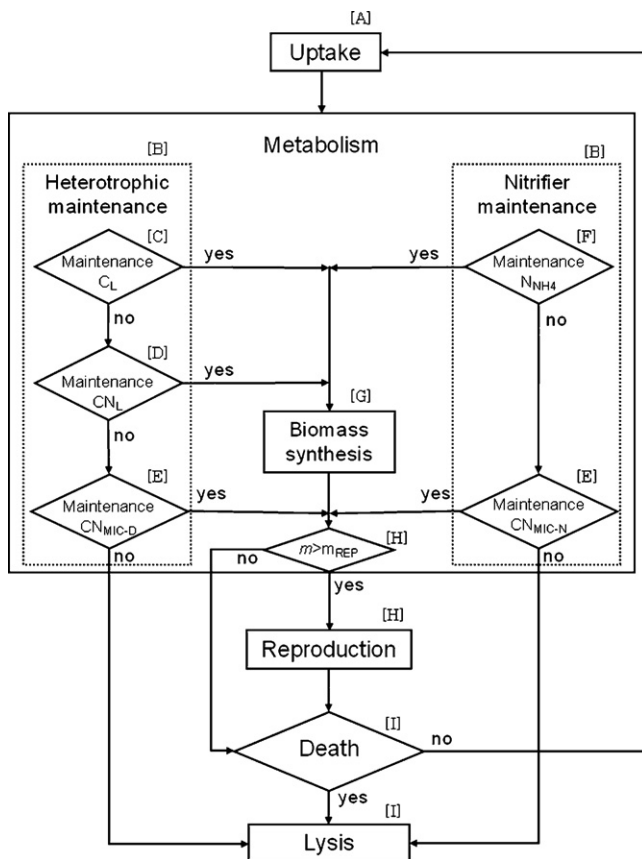 [A]
Uptake
Metabolism
[B]
[B]
Heterotrophic
maintenance
Nitrifier
maintenance
[C]
[F]
Maintenance
C_L
yes
yes
Maintenance
N_NH4
no
no
[D]
Maintenance
CN_L
yes
[G]
Biomass
synthesis
no
[E]
[E]
Maintenance
CN_MIC-D
yes
yes
Maintenance
CN_MIC-N
no
no
m>m_REP
[H]
no
yes
[H]
Reproduction
[I]
Death
no
yes
[I]
Lysis